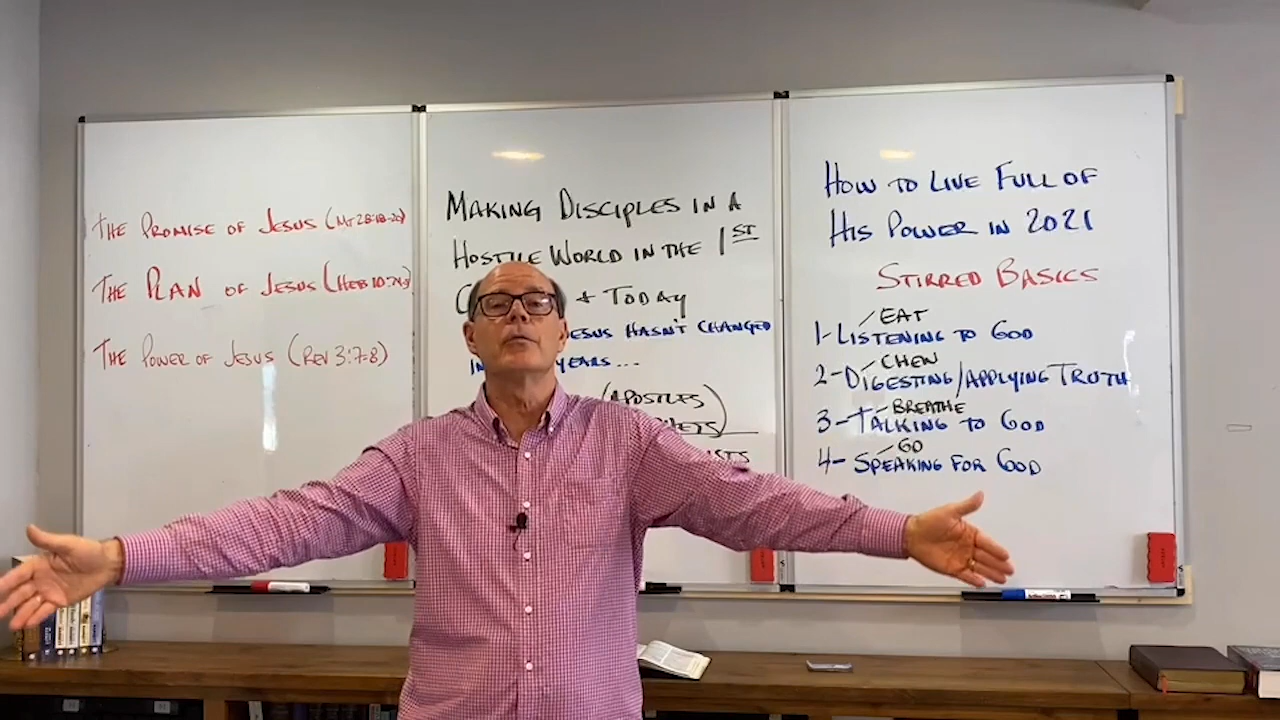 THE PROMISE OF JESUS (MT 28:18-20)
THE PLAN OF JESUS (HEB 10:24)
THE POWER OF JESUS (REV 3:7-8)
MAKING DISCIPLES IN A
HOSTILE WORLD IN THE 1ST
+ TODAY
HASN'T CHANGED
IN YEARS...
(APOSTLES
HOW TO LIVE FULL OF
HIS POWER IN 2021
STIRRED BASICS
EAT
1-LISTENING TO GOD
CHEW
2-DIGESTING/APPLYING TRUTH
BREATHE
3-TALKING TO GOD
GO
4-SPEAKING FOR GOD